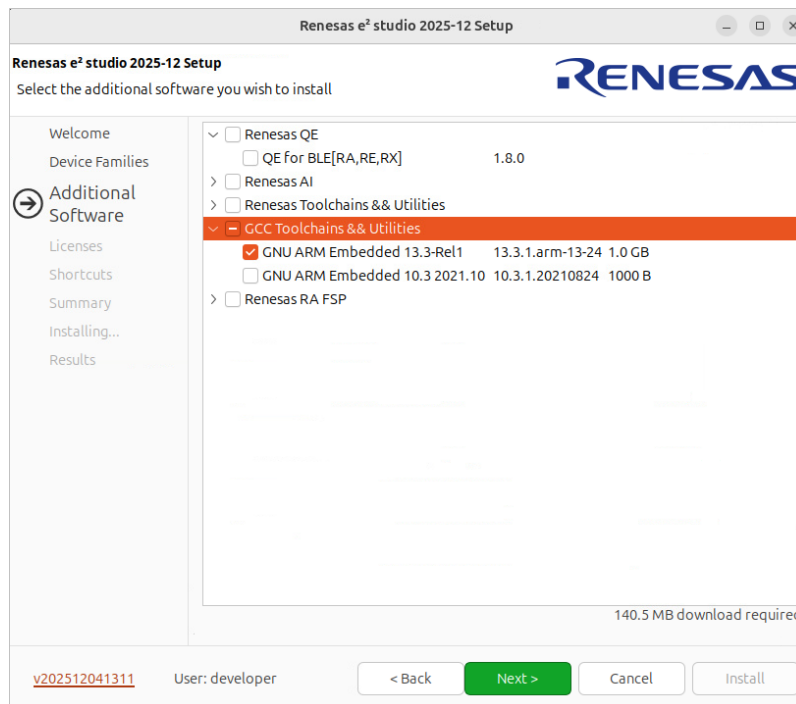 Renesas e² studio 2025-12 Setup
Renesas e² studio 2025-12 Setup
Select the additional software you wish to install
RENESAS
Welcome
Device Families
Additional
Software
Licenses
Shortcuts
Summary
Installing...
Results
Renesas QE
QE for BLE[RA,RE,RX] 1.8.0
Renesas AI
Renesas Toolchains && Utilities
GCC Toolchains && Utilities
GNU ARM Embedded 13.3-Rel1 13.3.1.arm-13-24 1.0 GB
GNU ARM Embedded 10.3 2021.10 10.3.1.20210824 1000 B
Renesas RA FSP
140.5 MB download required
v202512041311 User: developer < Back Next > Cancel Install